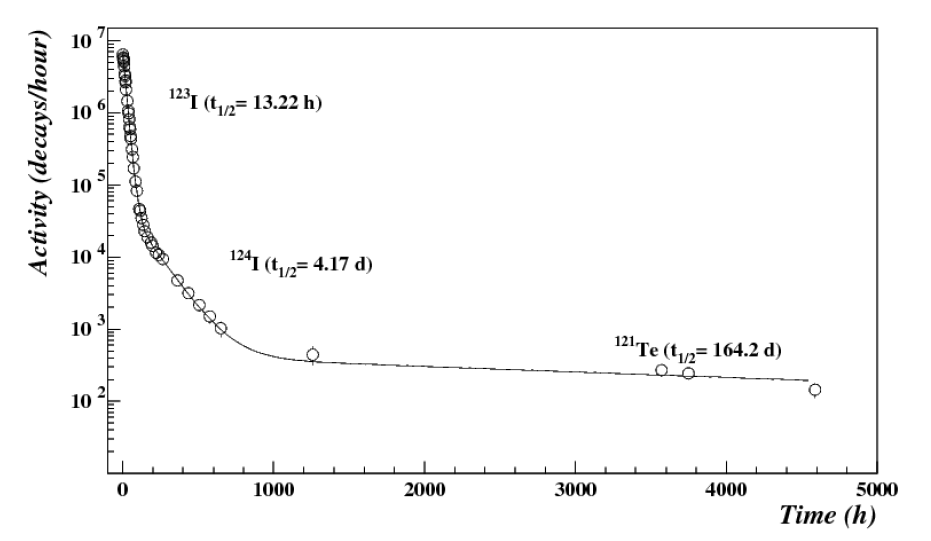 Activity (decays/hour)
10⁷
10⁶
10⁵
10⁴
10³
10²
¹²³I (t₁/₂= 13.22 h)
¹²⁴I (t₁/₂= 4.17 d)
¹²¹Te (t₁/₂= 164.2 d)
0 1000 2000 3000 4000 5000
Time (h)